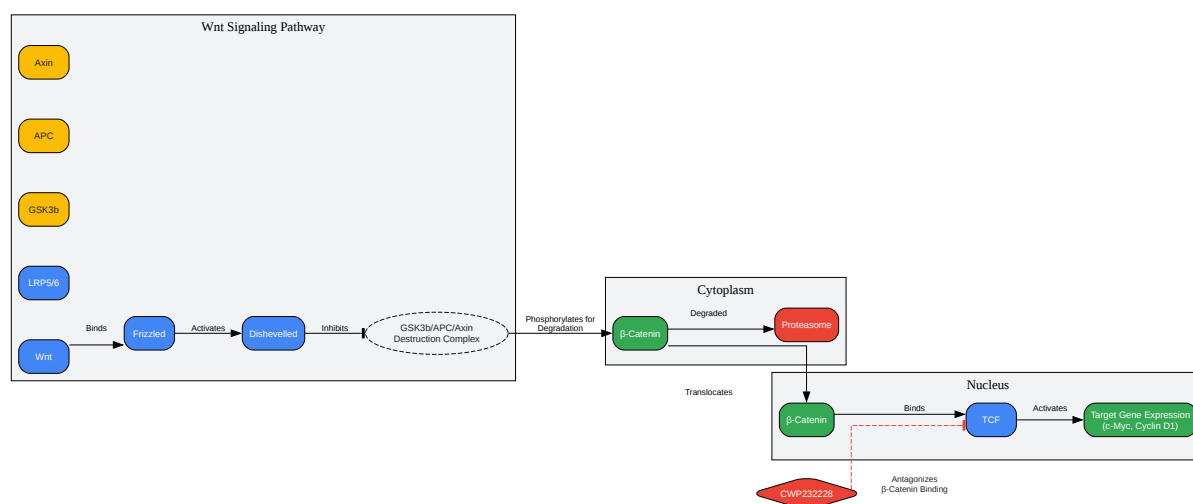 Wnt Signaling Pathway
Axin
APC
GSK3b
LRP5/6
Wnt
Binds
Frizzled
Activates
Dishevelled
Inhibits
GSK3b/APC/Axin
Destruction Complex
Phosphorylates for
Degradation
Cytoplasm
β-Catenin
Degraded
Proteasome
Translocates
Nucleus
β-Catenin
Binds
TCF
Activates
Target Gene Expression
(c-Myc, Cyclin D1)
CWP232228
Antagonizes
β-Catenin Binding